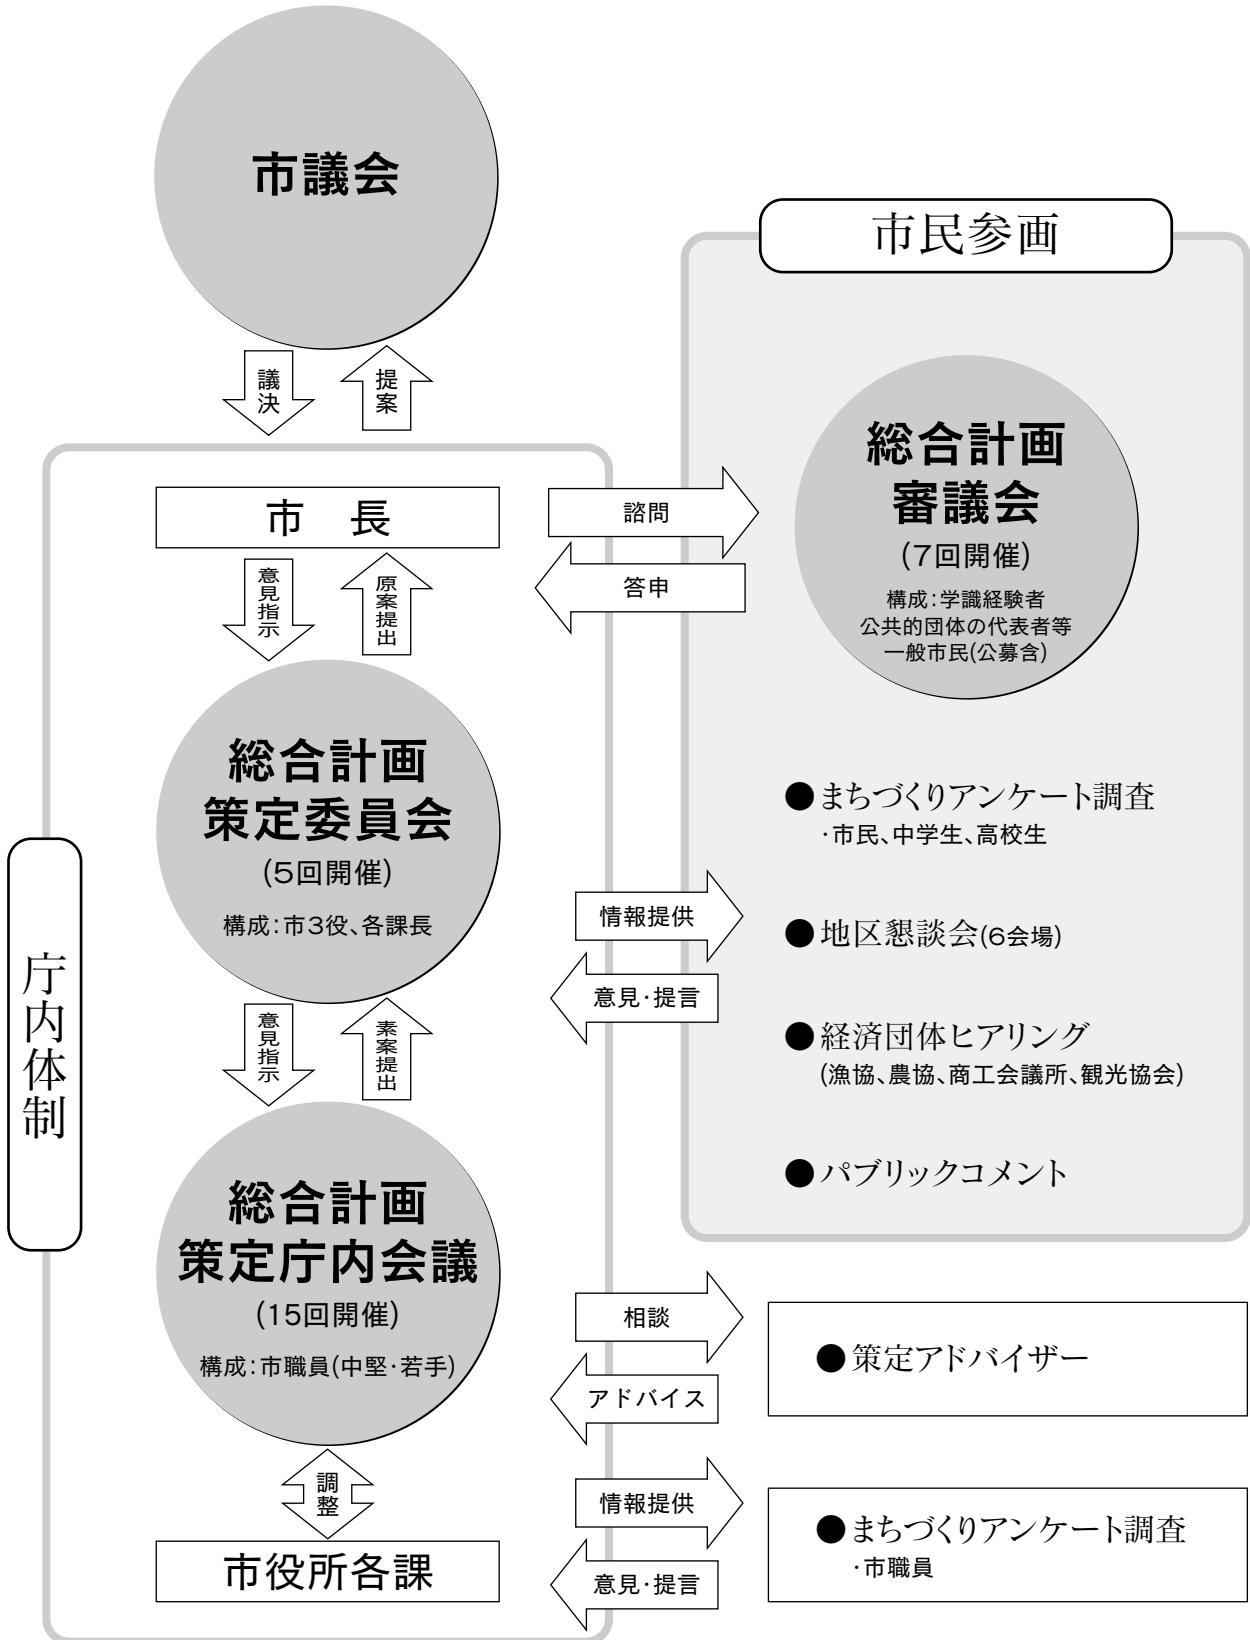 市議会
議決
提案
市民参画
総合計画
審議会
(7回開催)
構成:学識経験者
公共的団体の代表者等
一般市民(公募含)
市　長
諮問
答申
意見指示
原案提出
総合計画
策定委員会
(5回開催)
構成:市3役、各課長
●まちづくりアンケート調査
・市民、中学生、高校生
情報提供
●地区懇談会(6会場)
意見・提言
●経済団体ヒアリング
(漁協、農協、商工会議所、観光協会)
●パブリックコメント
庁内体制
意見指示
素案提出
総合計画
策定庁内会議
(15回開催)
構成:市職員(中堅・若手)
相談
アドバイス
●策定アドバイザー
調整
市役所各課
情報提供
意見・提言
●まちづくりアンケート調査
・市職員